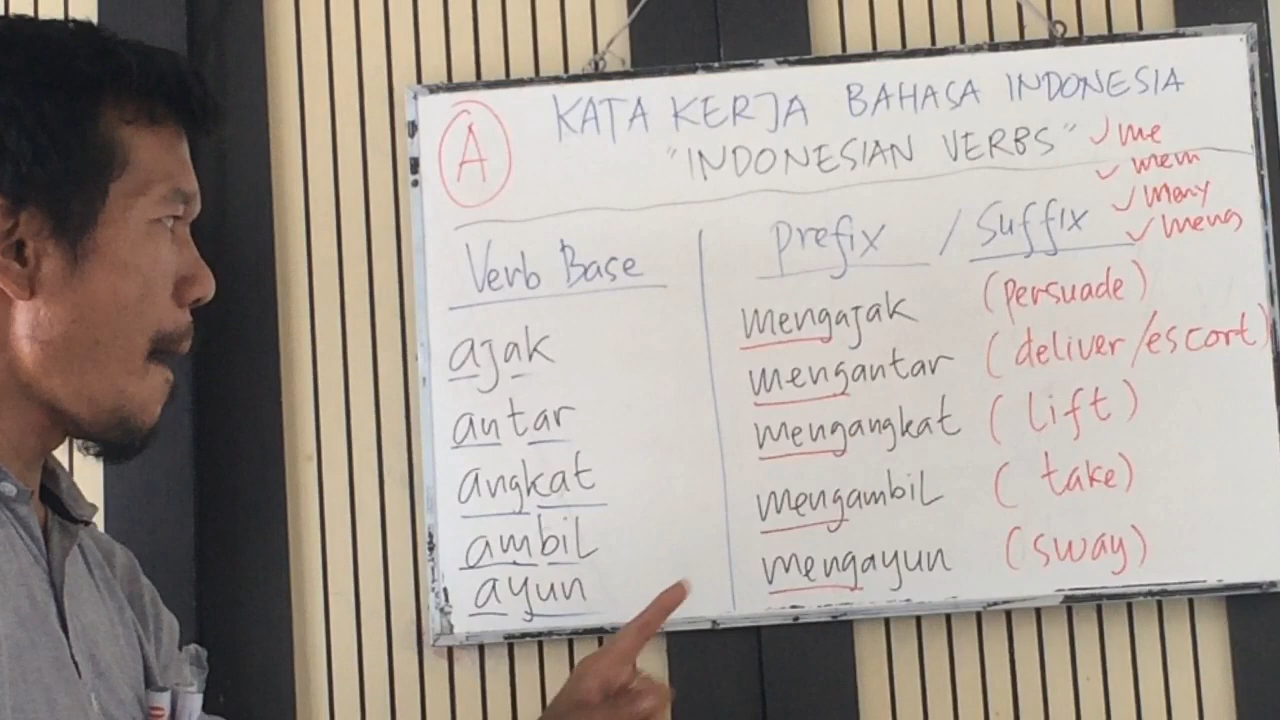 A
KATA KERJA BAHASA INDONESIA
"INDONESIAN VERBS"
me
mem
meny
meng
Verb Base
Prefix / Suffix
ajak mengajak (persuade)
antar mengantar (deliver/escort)
angkat mengangkat (lift)
ambil mengambil (take)
ayun mengayun (sway)